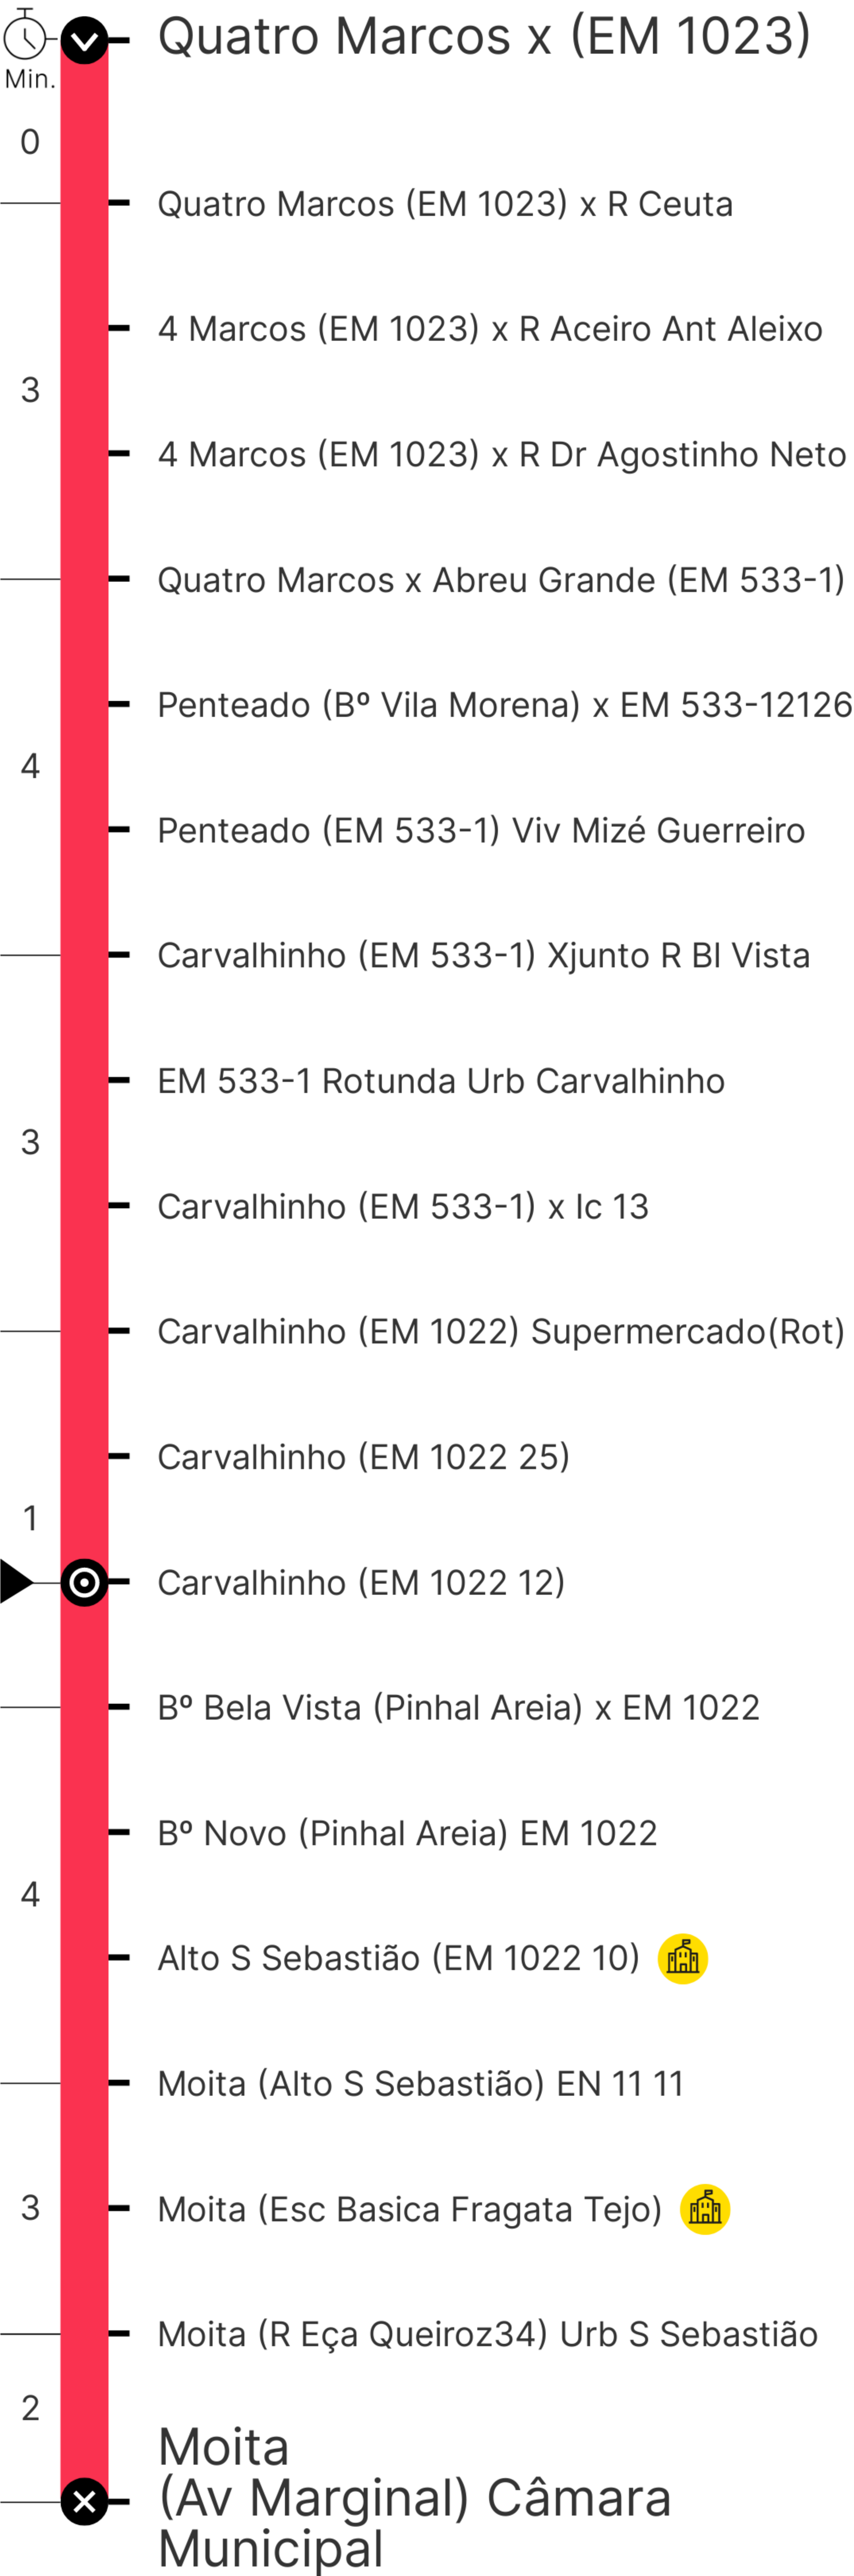 Quatro Marcos x (EM 1023)
Min.
0
Quatro Marcos (EM 1023) x R Ceuta
4 Marcos (EM 1023) x R Aceiro Ant Aleixo
3
4 Marcos (EM 1023) x R Dr Agostinho Neto
Quatro Marcos x Abreu Grande (EM 533-1)
Penteado (Bº Vila Morena) x EM 533-12126
4
Penteado (EM 533-1) Viv Mizé Guerreiro
Carvalhinho (EM 533-1) Xjunto R Bl Vista
EM 533-1 Rotunda Urb Carvalhinho
3
Carvalhinho (EM 533-1) x Ic 13
Carvalhinho (EM 1022) Supermercado(Rot)
Carvalhinho (EM 1022 25)
1
Carvalhinho (EM 1022 12)
Bº Bela Vista (Pinhal Areia) x EM 1022
Bº Novo (Pinhal Areia) EM 1022
4
Alto S Sebastião (EM 1022 10)
Moita (Alto S Sebastião) EN 11 11
3
Moita (Esc Basica Fragata Tejo)
Moita (R Eça Queiroz34) Urb S Sebastião
2
Moita
(Av Marginal) Câmara
Municipal